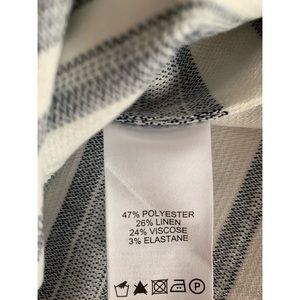 47% POLYESTER
26% LINEN
24% VISCOSE
3% ELASTANE